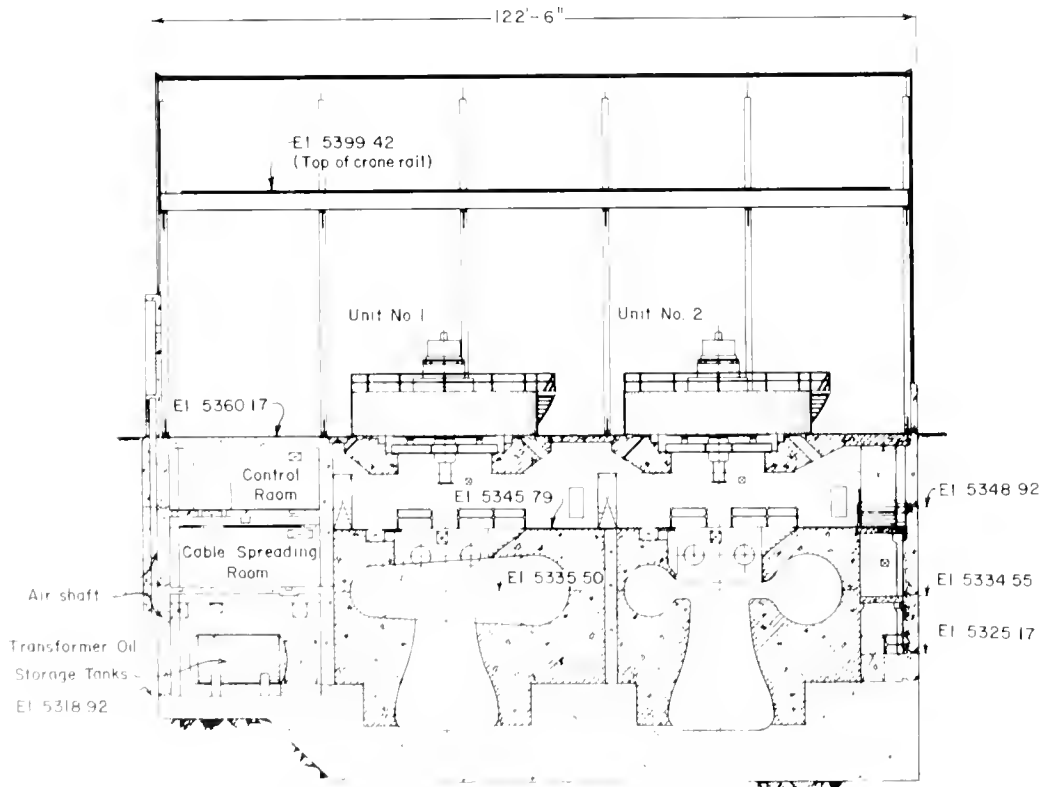 122'-6"
El 5399 42
(Top of crane rail)
Unit No 1
Unit No. 2
El 5360 17
Control
Room
El 5345 79
El 5348 92
Cable Spreading
Room
El 5335 50
El 5334 55
Air shaft
El 5325 17
Transformer Oil
Storage Tanks
El 5318 92